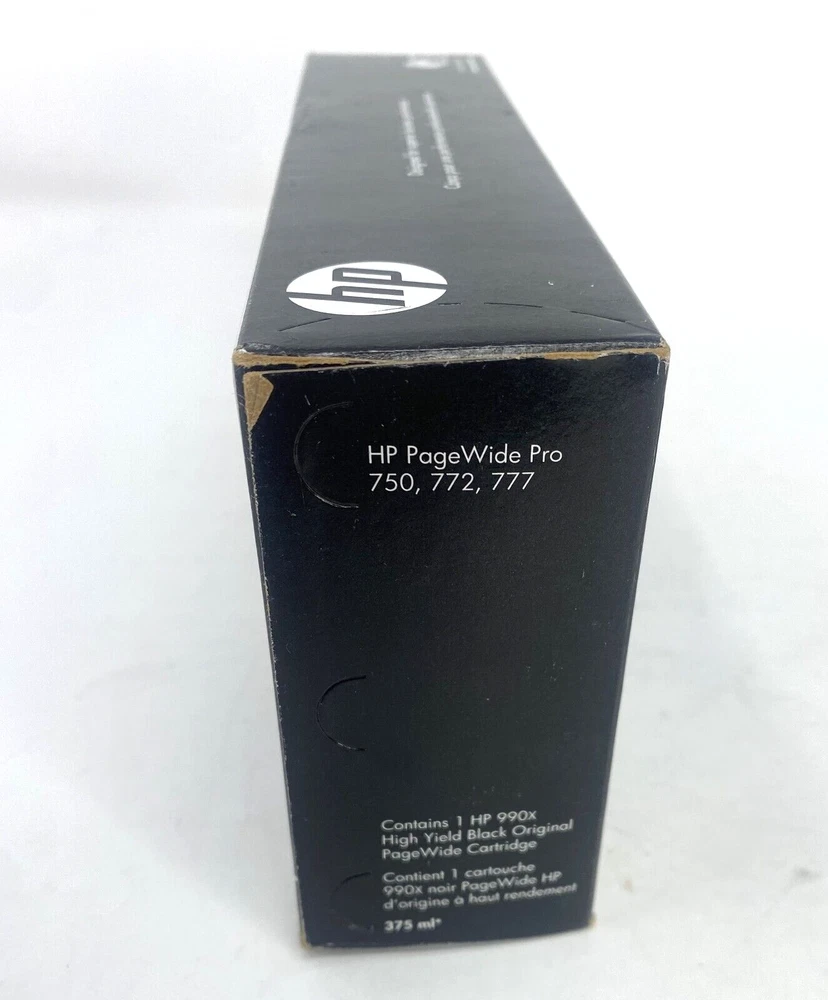 hp
HP PageWide Pro
750, 772, 777
Contains 1 HP 990X
High Yield Black Original
PageWide Cartridge
Contient 1 cartouche
990X noir PageWide HP
d'origine à haut rendement
375 ml*